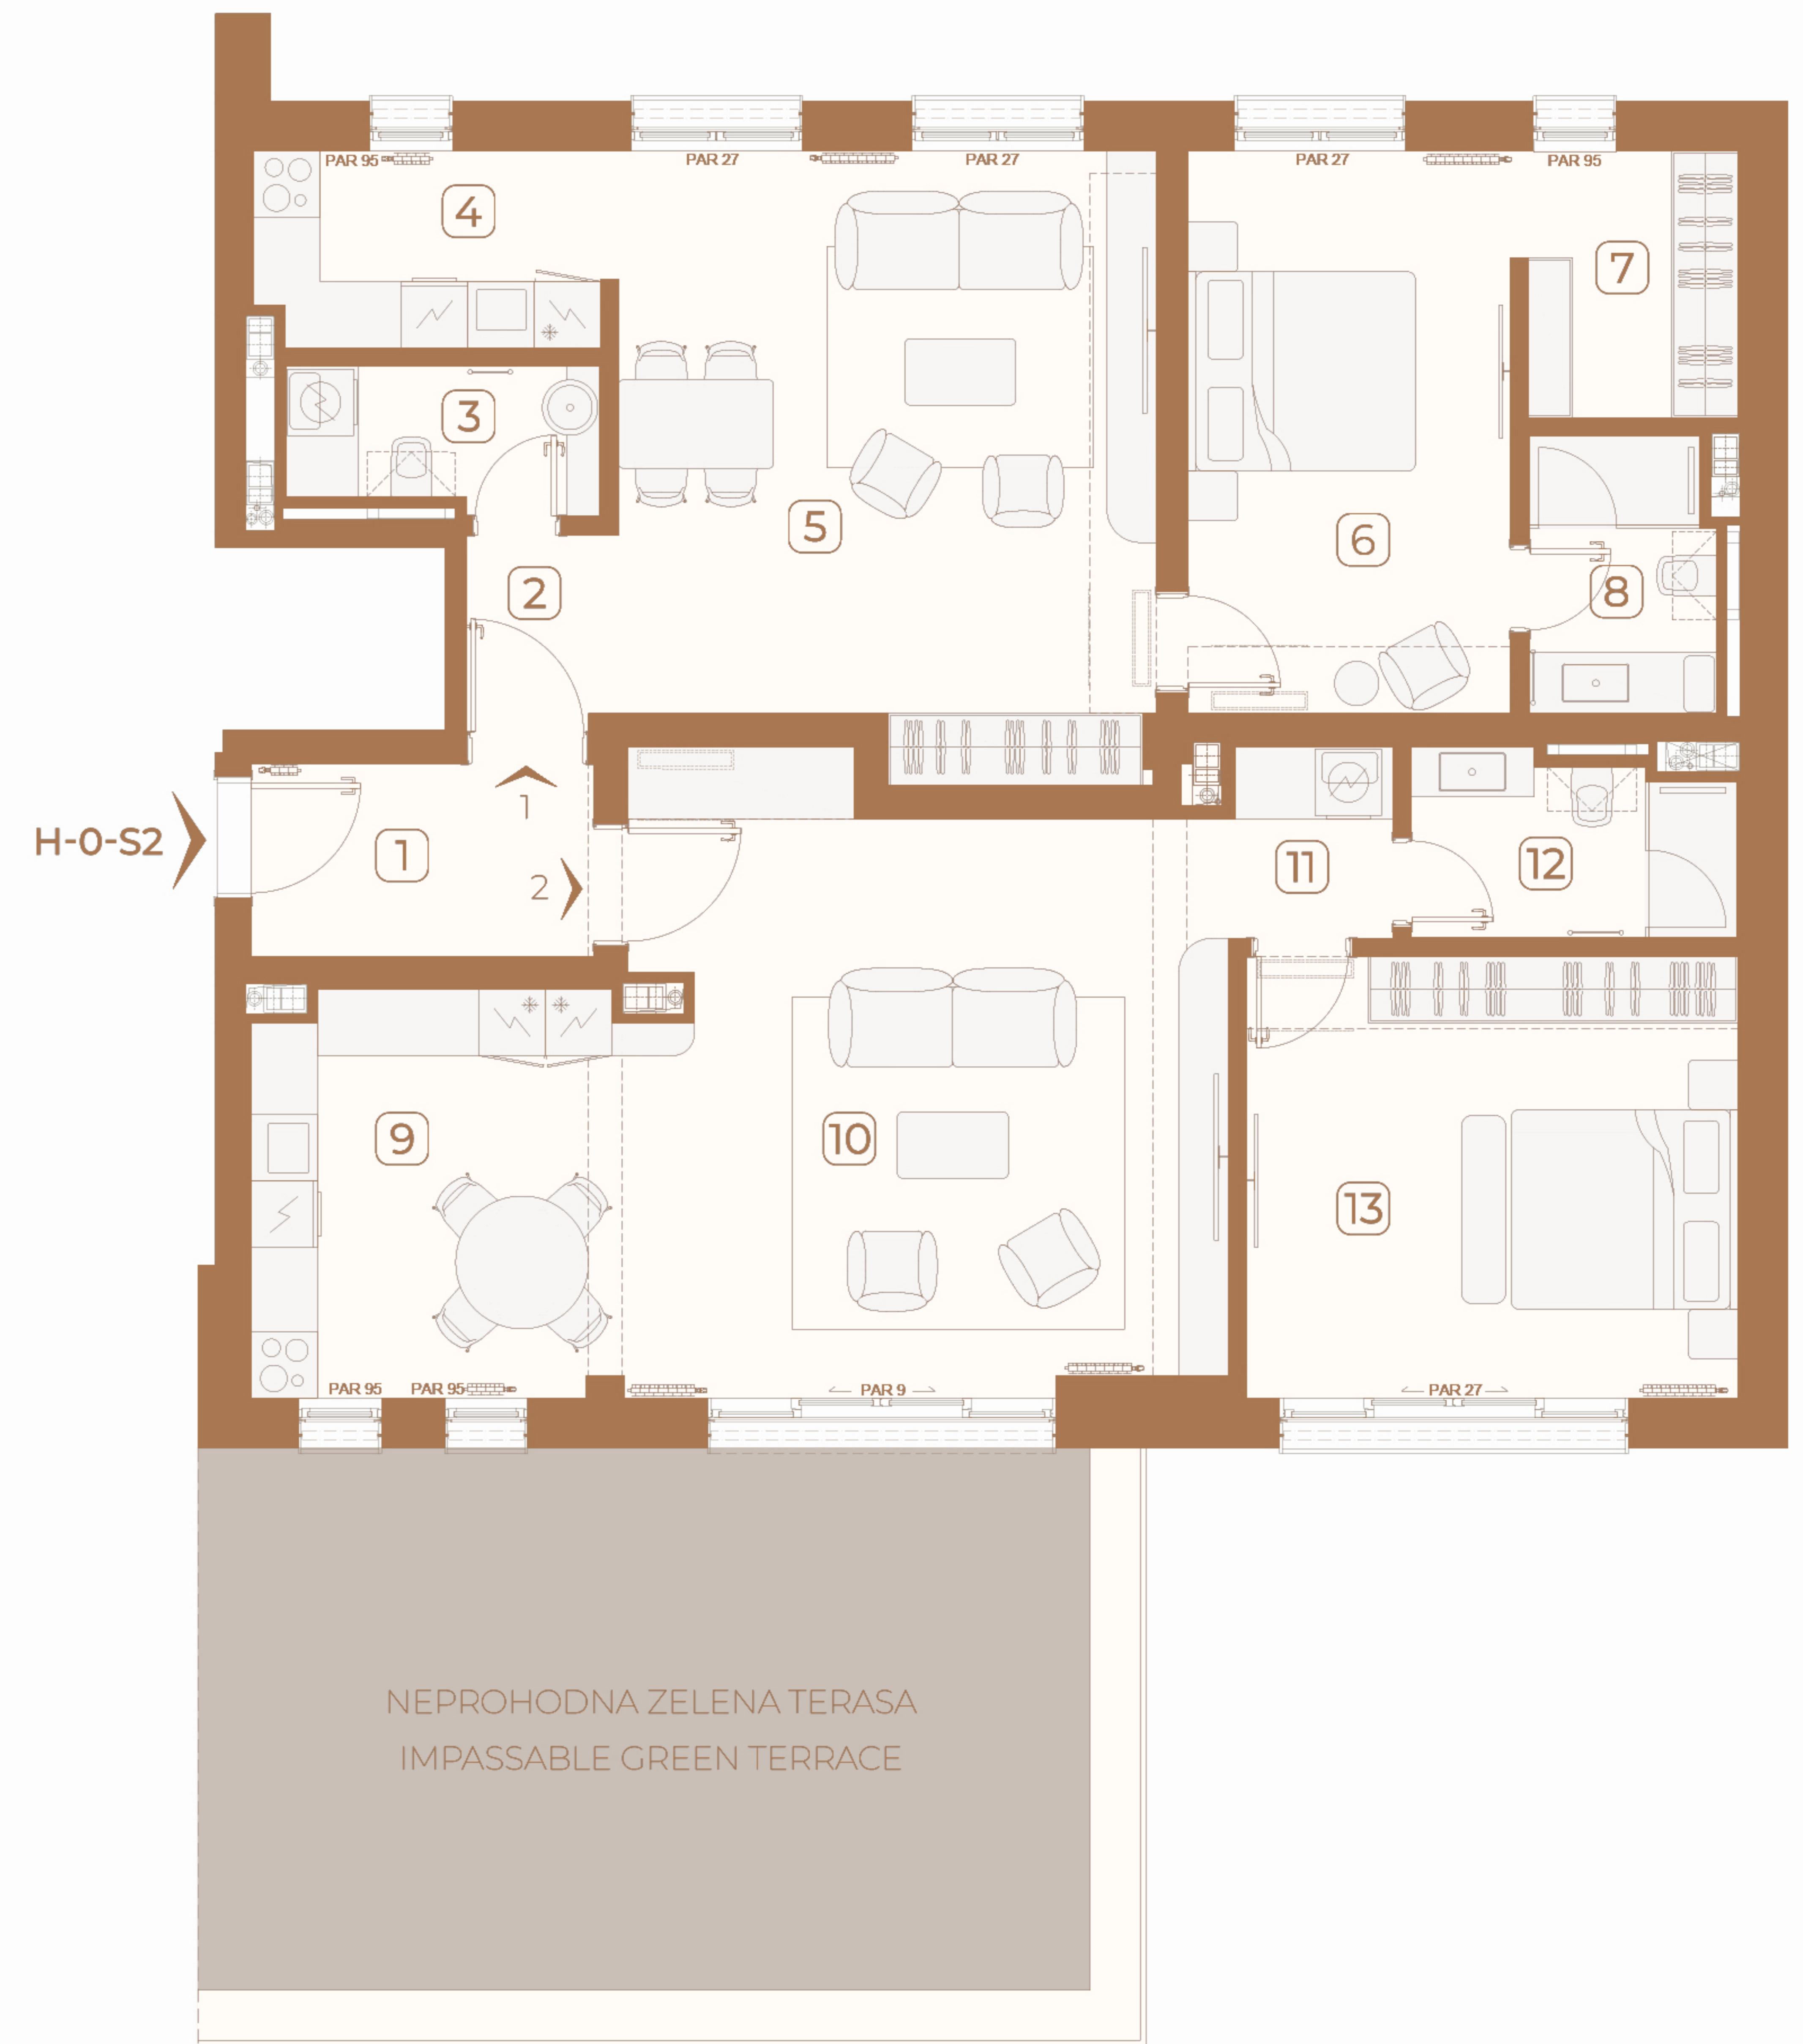 PAR 95
PAR 27
PAR 27
PAR 27
PAR 95
4
7
3
5
6
2
8
1
H-0-S2
1
2
11
12
9
10
13
PAR 95
PAR 95
PAR 9
PAR 27
NEPROHODNA ZELENA TERASA
IMPASSABLE GREEN TERRACE